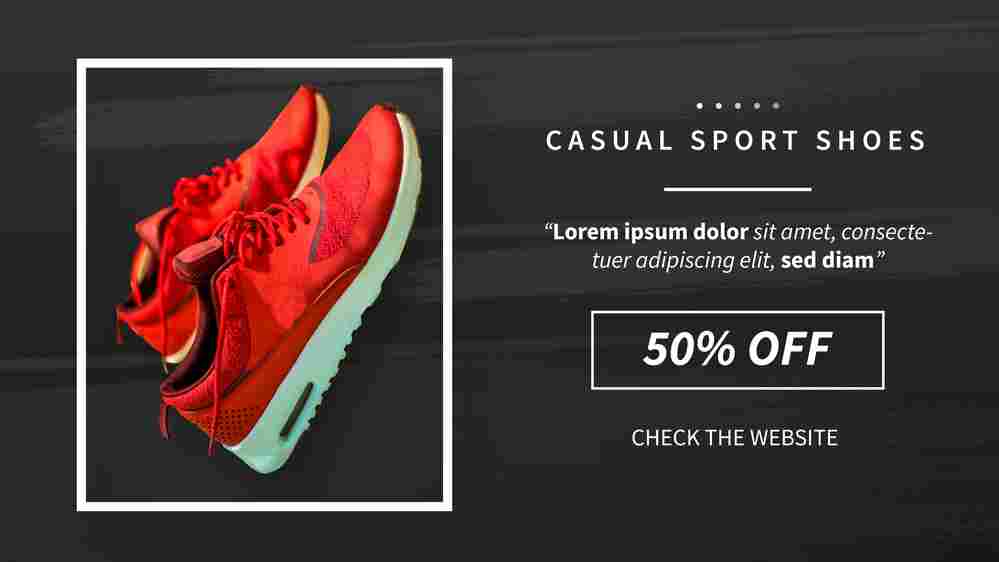 CASUAL SPORT SHOES
“Lorem ipsum dolor sit amet, consecte-
tuer adipiscing elit, sed diam”
50% OFF
CHECK THE WEBSITE